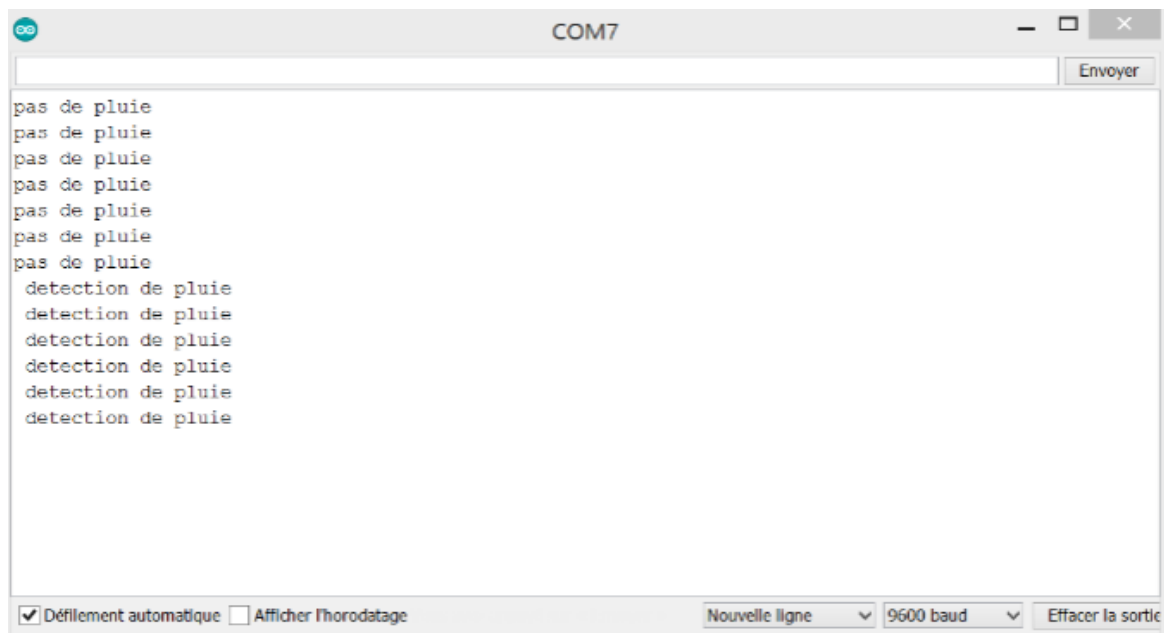 COM7
Envoyer
pas de pluie
pas de pluie
pas de pluie
pas de pluie
pas de pluie
pas de pluie
pas de pluie
detection de pluie
detection de pluie
detection de pluie
detection de pluie
detection de pluie
detection de pluie
Défilement automatique Afficher l'horodatage Nouvelle ligne 9600 baud Effacer la sortie